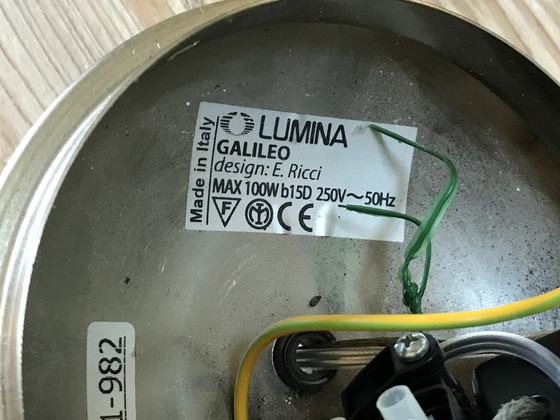 LUMINA
GALILEO
design: E. Ricci
MAX 100W b15D 250V~50Hz
F CE
Made in Italy
1-982